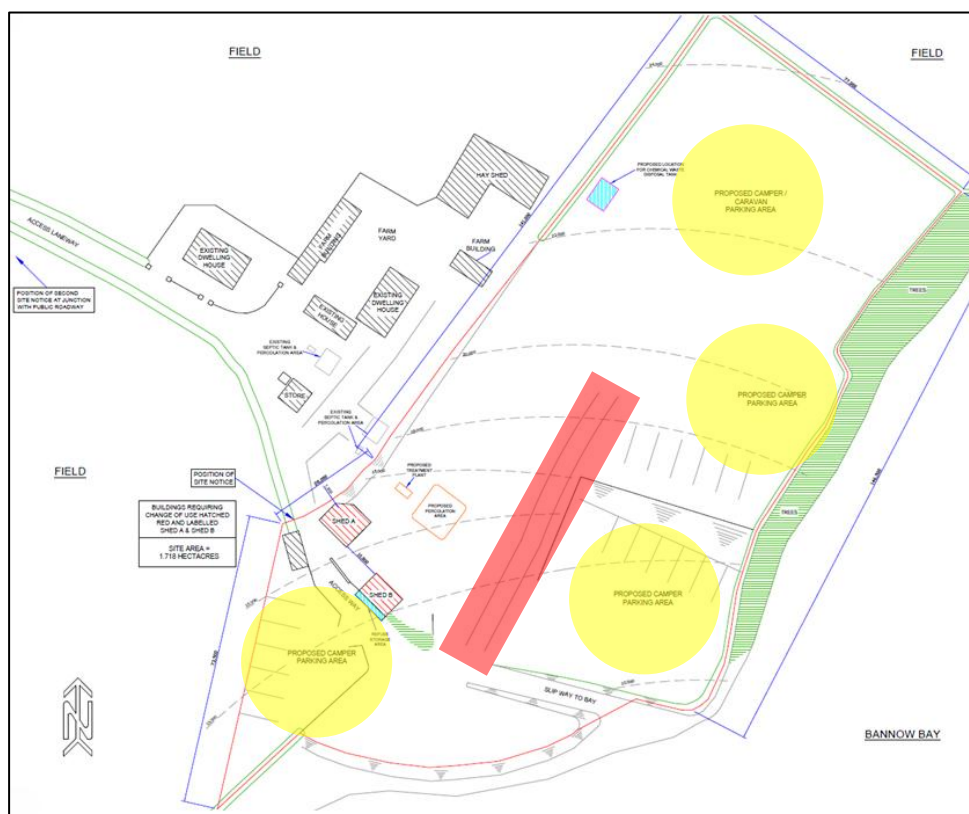 FIELD
FIELD
HAY SHED
PROPOSED LOCATION
FOR CHEMICAL WASTE
DISPOSAL TANK
PROPOSED CAMPER /
CARAVAN
PARKING AREA
ACCESS LANEWAY
FARM
BUILDING
FARM
YARD
FARM
BUILDING
EXISTING
DWELLING
HOUSE
POSITION OF SECOND
SITE NOTICE AT JUNCTION
WITH PUBLIC ROADWAY
EXISTING
DWELLING
HOUSE
EXISTING
HOUSE
TREES
EXISTING
SEPTIC TANK &
PERCOLATION AREA
STORE
EXISTING
SEPTIC TANK &
PERCOLATION AREA
PROPOSED CAMPER
PARKING AREA
FIELD
POSITION OF
SITE NOTICE
PROPOSED
TREATMENT
PLANT
BUILDINGS REQUIRING
CHANGE OF USE HATCHED
RED AND LABELLED
SHED A & SHED B
SITE AREA =
1.718 HECTACRES
SHED A
PROPOSED
PERCOLATION
AREA
TREES
SHED B
ACCESS WAY
REFUSE
STORAGE
AREA
PROPOSED CAMPER
PARKING AREA
PROPOSED CAMPER
PARKING AREA
SLIP WAY TO BAY
BANNOW BAY